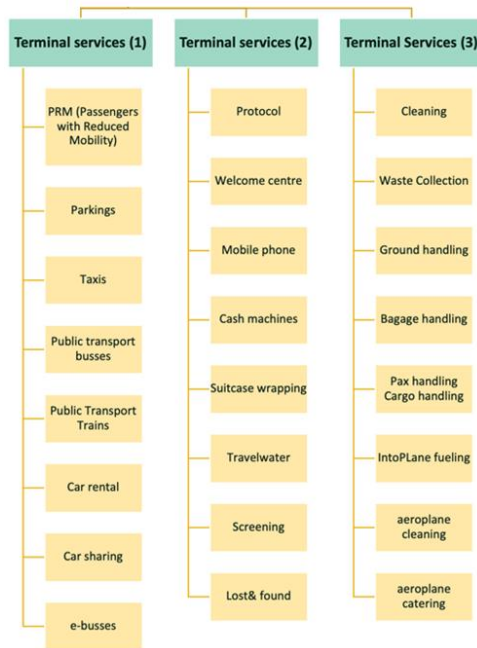 Terminal services (1)
PRM (Passengers
with Reduced
Mobility)
Parkings
Taxis
Public transport
busses
Public Transport
Trains
Car rental
Car sharing
e-busses
Terminal services (2)
Protocol
Welcome centre
Mobile phone
Cash machines
Suitcase wrapping
Travelwater
Screening
Lost& found
Terminal Services (3)
Cleaning
Waste Collection
Ground handling
Bagage handling
Pax handling
Cargo handling
IntoPLane fueling
aeroplane
cleaning
aeroplane
catering